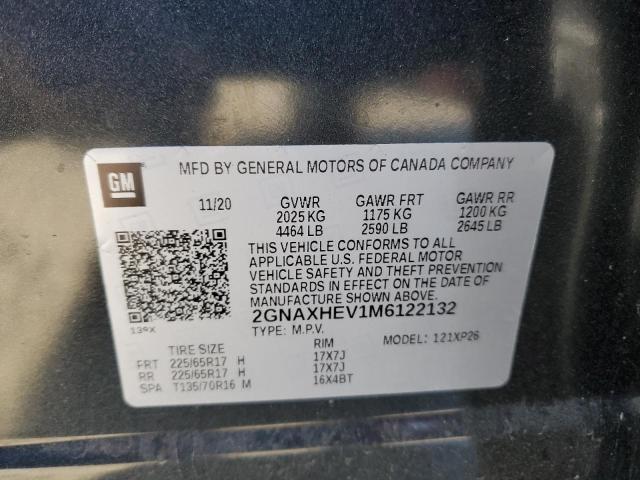 GM
MFD BY GENERAL MOTORS OF CANADA COMPANY
11/20 GVWR GAWR FRT GAWR RR
2025 KG 1175 KG 1200 KG
4464 LB 2590 LB 2645 LB
THIS VEHICLE CONFORMS TO ALL
APPLICABLE U.S. FEDERAL MOTOR
VEHICLE SAFETY AND THEFT PREVENTION
STANDARDS IN EFFECT ON THE DATE OF
MANUFACTURE SHOWN ABOVE.
2GNAXHEV1M6122132
139X TYPE: M.P.V. MODEL: 121XP26
TIRE SIZE RIM
FRT 225/65R17 H 17X7J
RR 225/65R17 H 17X7J
SPA T135/70R16 M 16X4BT